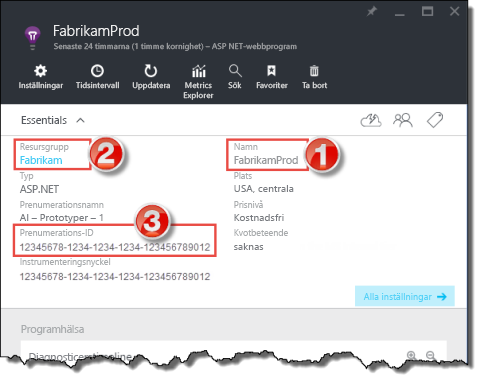 FabrikamProd
Senaste 24 timmarna (1 timme kornighet) – ASP NET-webbprogram
Inställningar
Tidsintervall
Uppdatera
Metrics Explorer
Sök
Favoriter
Ta bort
Essentials
Resursgrupp
Fabrikam
2
Namn
FabrikamProd
1
Typ
ASP.NET
Plats
USA, centrala
Prenumerationsnamn
AI – Prototyper – 1
Prisnivå
Kostnadsfri
3
Prenumerations-ID
12345678-1234-1234-1234-123456789012
Kvotbeteende
saknas
Instrumenteringsnyckel
12345678-1234-1234-1234-123456789012
Alla inställningar
Programhälsa